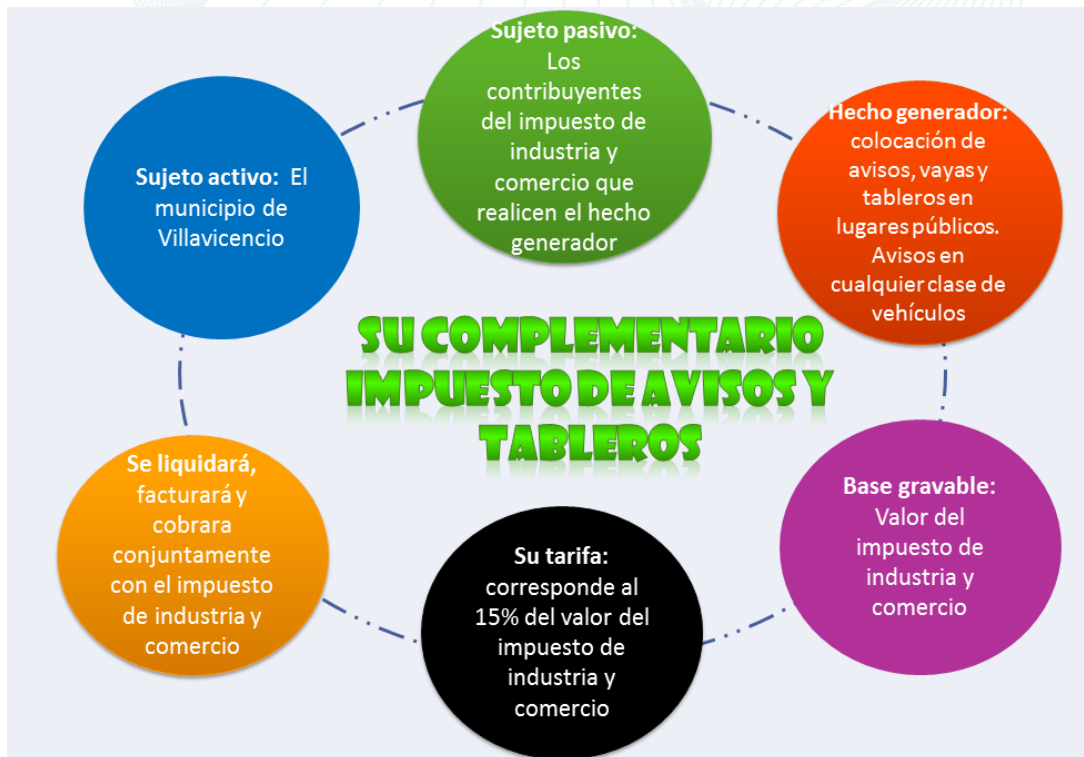 Sujeto pasivo:
Los
contribuyentes
del impuesto de
industria y
comercio que
realicen el hecho
generador
Hecho generador:
colocación de
avisos, vayas y
tableros en
lugares públicos.
Avisos en
cualquier clase de
vehículos
Sujeto activo: El
municipio de
Villavicencio
SU COMPLEMENTARIO
IMPUESTO DE AVISOS Y
TABLEROS
Se liquidará,
facturará y
cobrara
conjuntamente
con el impuesto
de industria y
comercio
Su tarifa:
corresponde al
15% del valor del
impuesto de
industria y
comercio
Base gravable:
Valor del
impuesto de
industria y
comercio